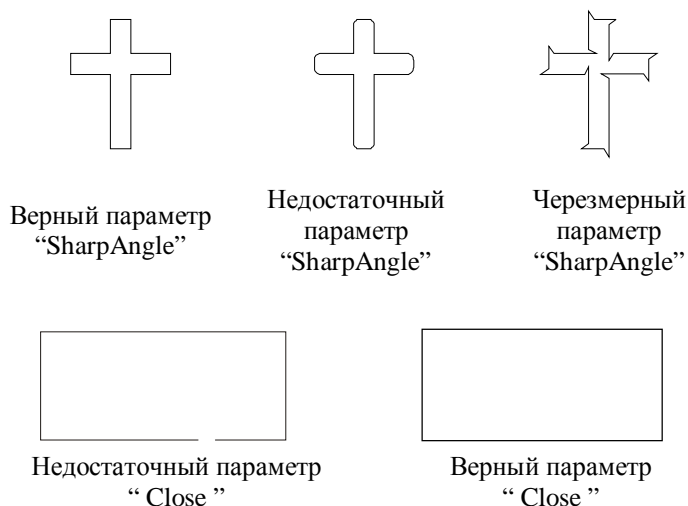 Верный параметр
“SharpAngle”
Недостаточный
параметр
“SharpAngle”
Черезмерный
параметр
“SharpAngle”
Недостаточный параметр
“ Close ”
Верный параметр
“ Close ”